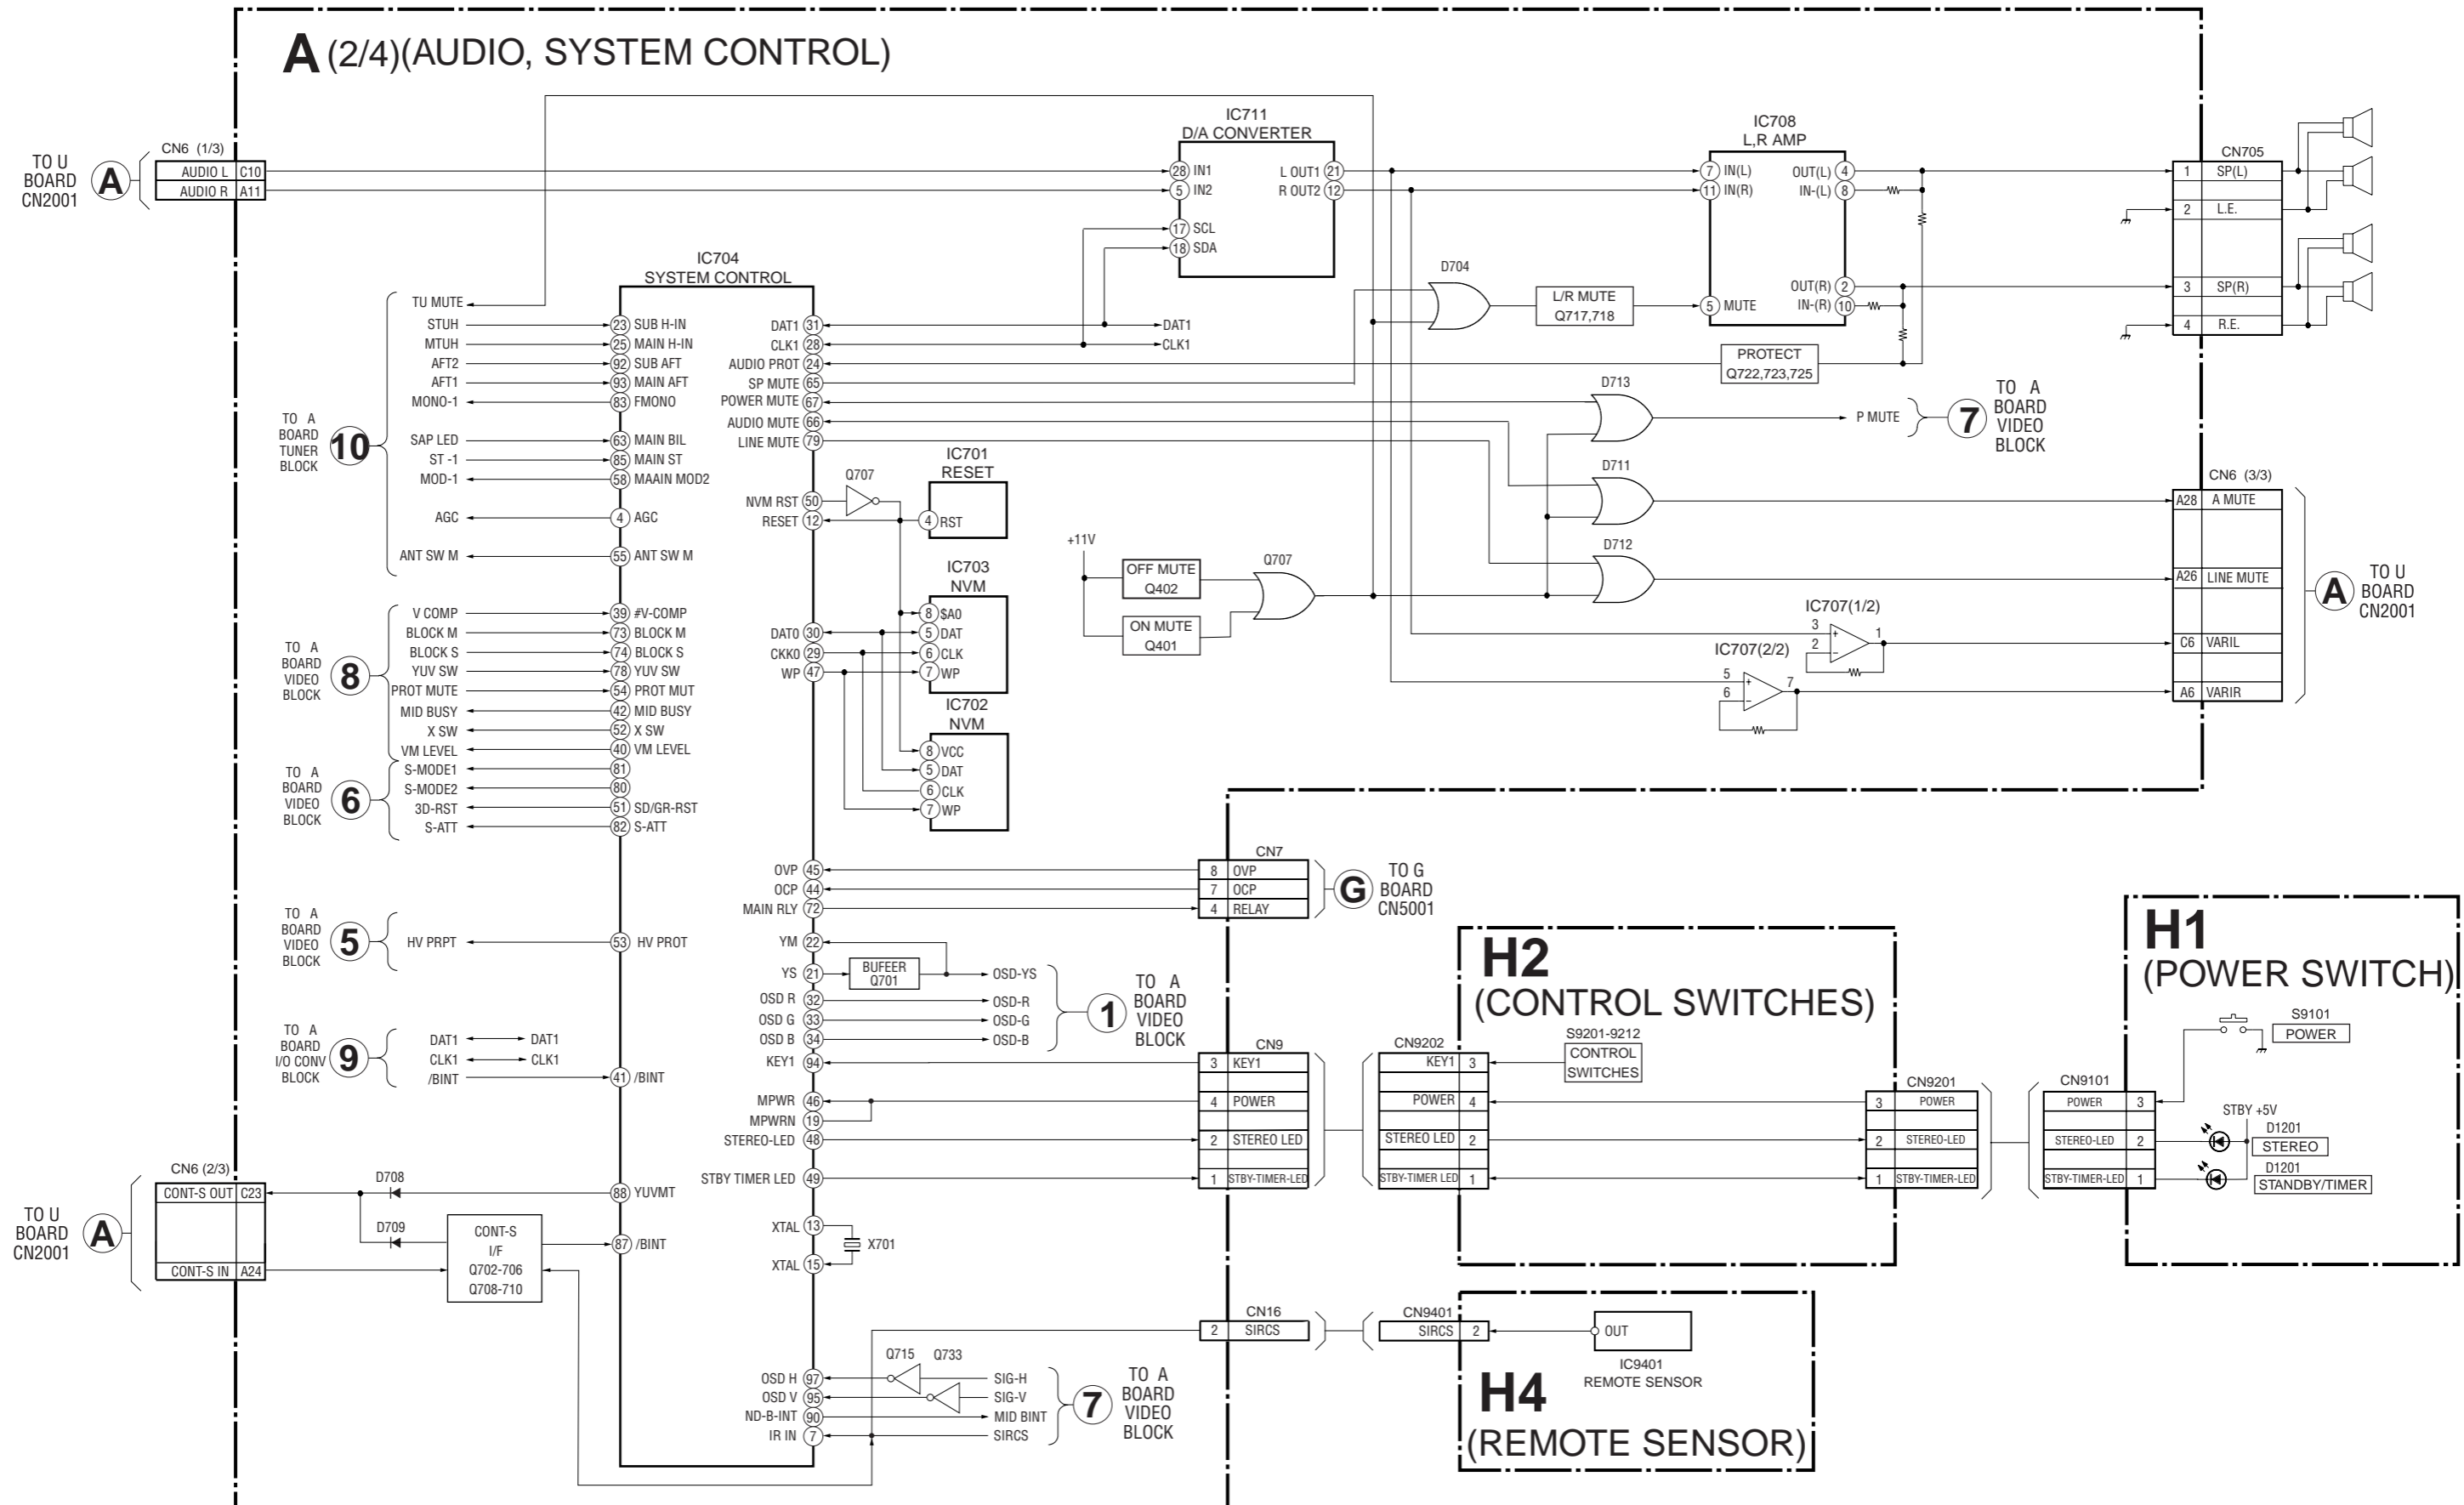 A (2/4)(AUDIO, SYSTEM CONTROL)
TO U
BOARD
CN2001
A
CN6 (1/3)
AUDIO L C10
AUDIO R A11
IC711
D/A CONVERTER
28 IN1
5 IN2
17 SCL
18 SDA
L OUT1 21
R OUT2 12
IC708
L,R AMP
7 IN(L)
11 IN(R)
5 MUTE
OUT(L) 4
IN-(L) 8
OUT(R) 2
IN-(R) 10
CN705
1 SP(L)
2 L.E.
3 SP(R)
4 R.E.
D704
L/R MUTE
Q717,718
PROTECT
Q722,723,725
IC704
SYSTEM CONTROL
TO A
BOARD
TUNER
BLOCK
10
TU MUTE
STUH 23 SUB H-IN
MTUH 25 MAIN H-IN
AFT2 92 SUB AFT
AFT1 93 MAIN AFT
MONO-1 83 FMONO
SAP LED 63 MAIN BIL
ST -1 85 MAIN ST
MOD-1 58 MAAIN MOD2
AGC 4 AGC
ANT SW M 55 ANT SW M
DAT1 31 DAT1
CLK1 28 CLK1
AUDIO PROT 24
SP MUTE 65
POWER MUTE 67
AUDIO MUTE 66
LINE MUTE 79
NVM RST 50
RESET 12
Q707
IC701
RESET
4 RST
D713
P MUTE
7
TO A
BOARD
VIDEO
BLOCK
D711
D712
+11V
OFF MUTE
Q402
ON MUTE
Q401
Q707
CN6 (3/3)
A28 A MUTE
A26 LINE MUTE
C6 VARIL
A6 VARIR
A
TO U
BOARD
CN2001
IC707(1/2)
3
2
+
−
1
IC707(2/2)
5
6
+
−
7
IC703
NVM
8 $A0
5 DAT
6 CLK
7 WP
DAT0 30
CKK0 29
WP 47
IC702
NVM
8 VCC
5 DAT
6 CLK
7 WP
TO A
BOARD
VIDEO
BLOCK
8
V COMP 39 #V-COMP
BLOCK M 73 BLOCK M
BLOCK S 74 BLOCK S
YUV SW 78 YUV SW
PROT MUTE 54 PROT MUT
MID BUSY 42 MID BUSY
X SW 52 X SW
VM LEVEL 40 VM LEVEL
TO A
BOARD
VIDEO
BLOCK
6
S-MODE1 81
S-MODE2 80
3D-RST 51 SD/GR-RST
S-ATT 82 S-ATT
OVP 45
OCP 44
MAIN RLY 72
CN7
8 OVP
7 OCP
4 RELAY
G
TO G
BOARD
CN5001
TO A
BOARD
VIDEO
BLOCK
5
HV PRPT 53 HV PROT
YM 22
YS 21
BUFEER
Q701
OSD-YS
OSD R 32 OSD-R
OSD G 33 OSD-G
OSD B 34 OSD-B
1
TO A
BOARD
VIDEO
BLOCK
TO A
BOARD
I/O CONV
BLOCK
9
DAT1 DAT1
CLK1 CLK1
/BINT 41 /BINT
KEY1 94
MPWR 46
MPWRN 19
STEREO-LED 48
STBY TIMER LED 49
CN9
3 KEY1
4 POWER
2 STEREO LED
1 STBY-TIMER-LED
H2
(CONTROL SWITCHES)
CN9202
KEY1 3
POWER 4
STEREO LED 2
STBY-TIMER LED 1
S9201-9212
CONTROL
SWITCHES
CN9201
3 POWER
2 STEREO-LED
1 STBY-TIMER-LED
H1
(POWER SWITCH)
CN9101
POWER 3
STEREO-LED 2
STBY-TIMER-LED 1
S9101
POWER
STBY +5V
D1201
STEREO
D1201
STANDBY/TIMER
TO U
BOARD
CN2001
A
CN6 (2/3)
CONT-S OUT C23
CONT-S IN A24
D708
D709
CONT-S
I/F
Q702-706
Q708-710
88 YUVMT
87 /BINT
XTAL 13
XTAL 15
X701
CN16
2 SIRCS
CN9401
SIRCS 2
OUT
IC9401
REMOTE SENSOR
H4
(REMOTE SENSOR)
Q715 Q733
OSD H 97 SIG-H
OSD V 95 SIG-V
ND-B-INT 90 MID BINT
IR IN 7 SIRCS
7
TO A
BOARD
VIDEO
BLOCK